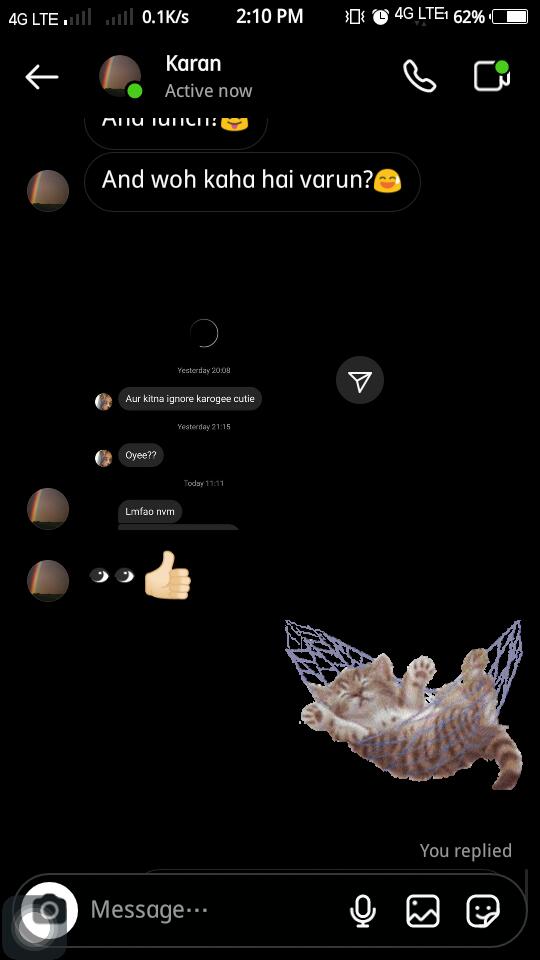 4G LTE 0.1K/s 2:10 PM 4G LTE 62%
Karan
Active now
And lunch?😜
And woh kaha hai varun?😅
Yesterday 20:08
Aur kitna ignore karogee cutie
Yesterday 21:15
Oyee??
Today 11:11
Lmfao nvm
👀👍🏻
You replied
Message···